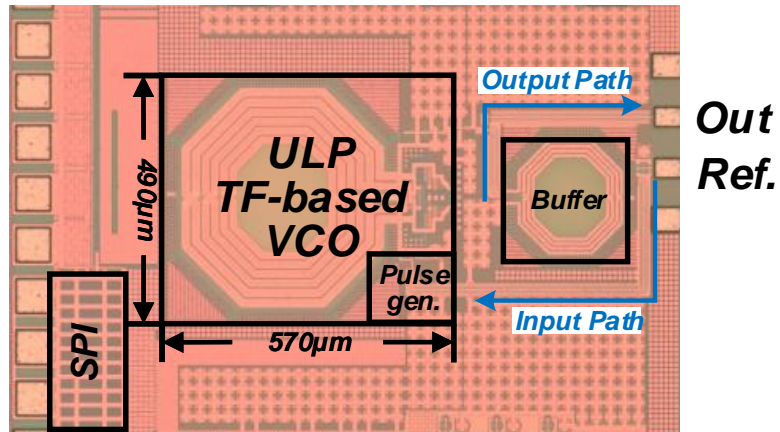 Output Path
Out
Ref.
ULP
TF-based
VCO
490μm
Buffer
Pulse
gen.
Input Path
570μm
SPI